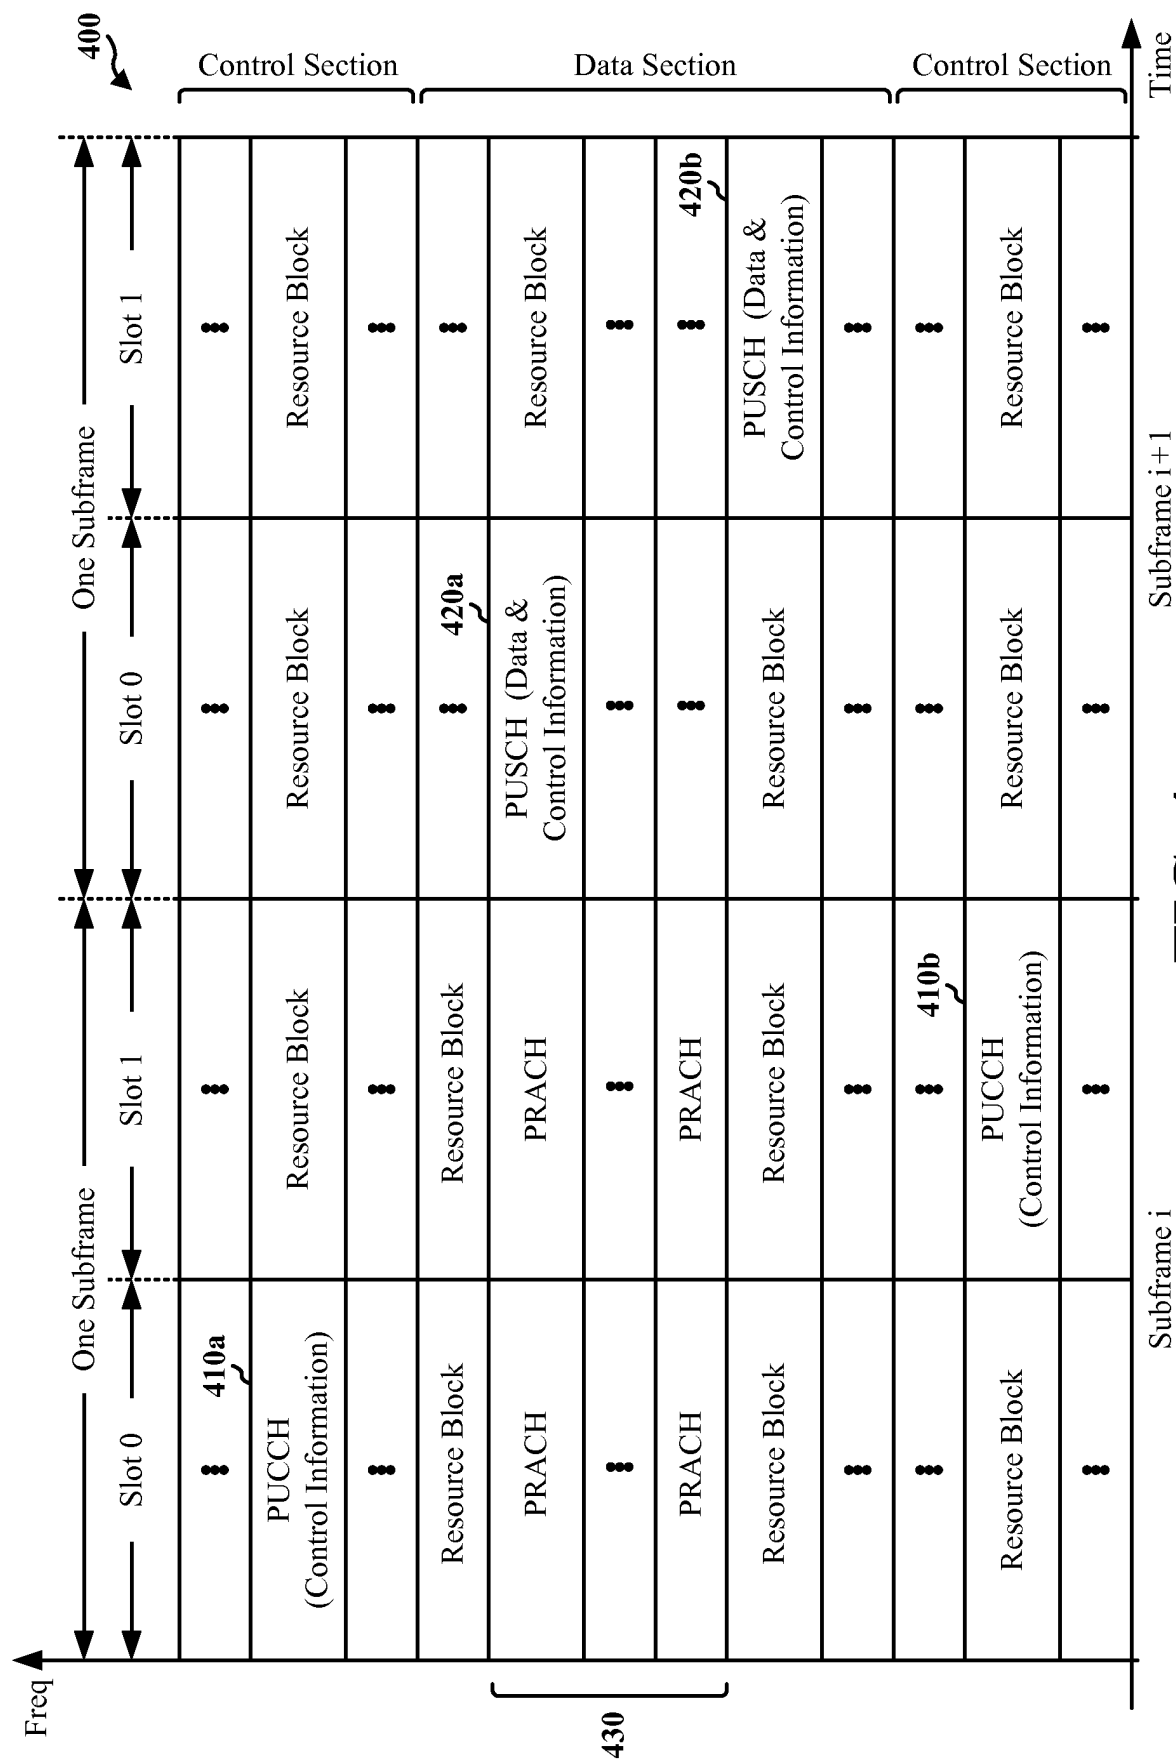 Freq
One Subframe
One Subframe
400
Slot 0
Slot 1
Slot 0
Slot 1
410a
PUCCH
(Control Information)
Resource Block
Resource Block
Resource Block
Control Section
420a
Resource Block
Resource Block
PRACH
PRACH
PUSCH (Data &
Control Information)
Resource Block
430
Data Section
420b
PRACH
PRACH
Resource Block
Resource Block
Resource Block
PUSCH (Data &
Control Information)
410b
Resource Block
PUCCH
(Control Information)
Resource Block
Resource Block
Control Section
Subframe i
Subframe i+1
Time